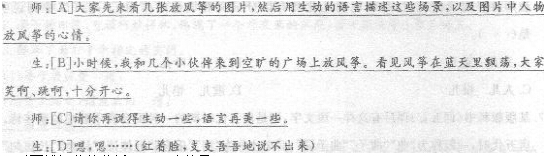 师:[A]大家先来看几张放风筝的图片,然后用生动的语言描述这些场景,以及图片中人物
放风筝的心情。
生:[B]小时候,我和几个小伙伴来到空旷的广场上放风筝。看见风筝在蓝天里飘荡,大家
笑啊,跳啊,十分开心。
师:[C]请你再说得生动一些,语言再美一些。
生:[D]嗯,嗯……(红着脸,支支吾吾地说不出来)